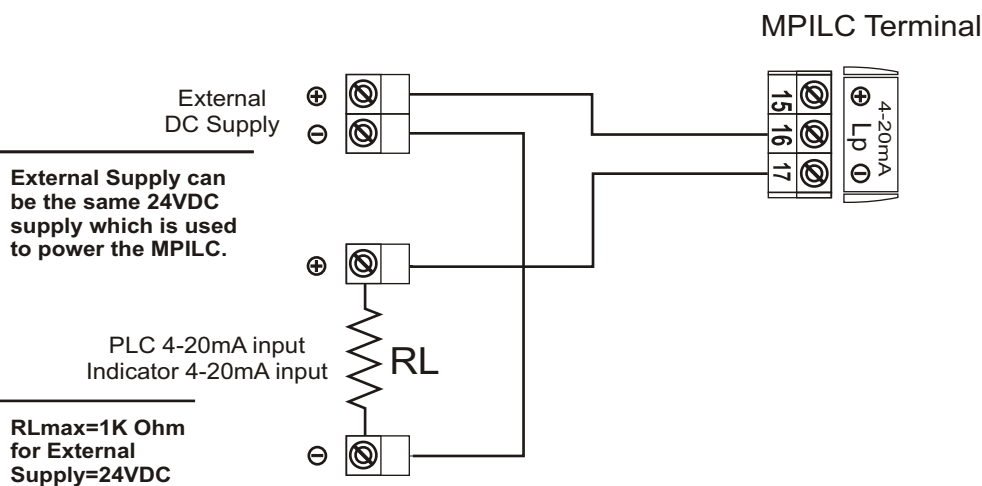 MPILC Terminal
External
DC Supply
⊕
⊖
15
16
17
⊕ Lp ⊖
4-20mA
External Supply can
be the same 24VDC
supply which is used
to power the MPILC.
⊕
PLC 4-20mA input
Indicator 4-20mA input
RL
RLmax=1K Ohm
for External
Supply=24VDC
⊖